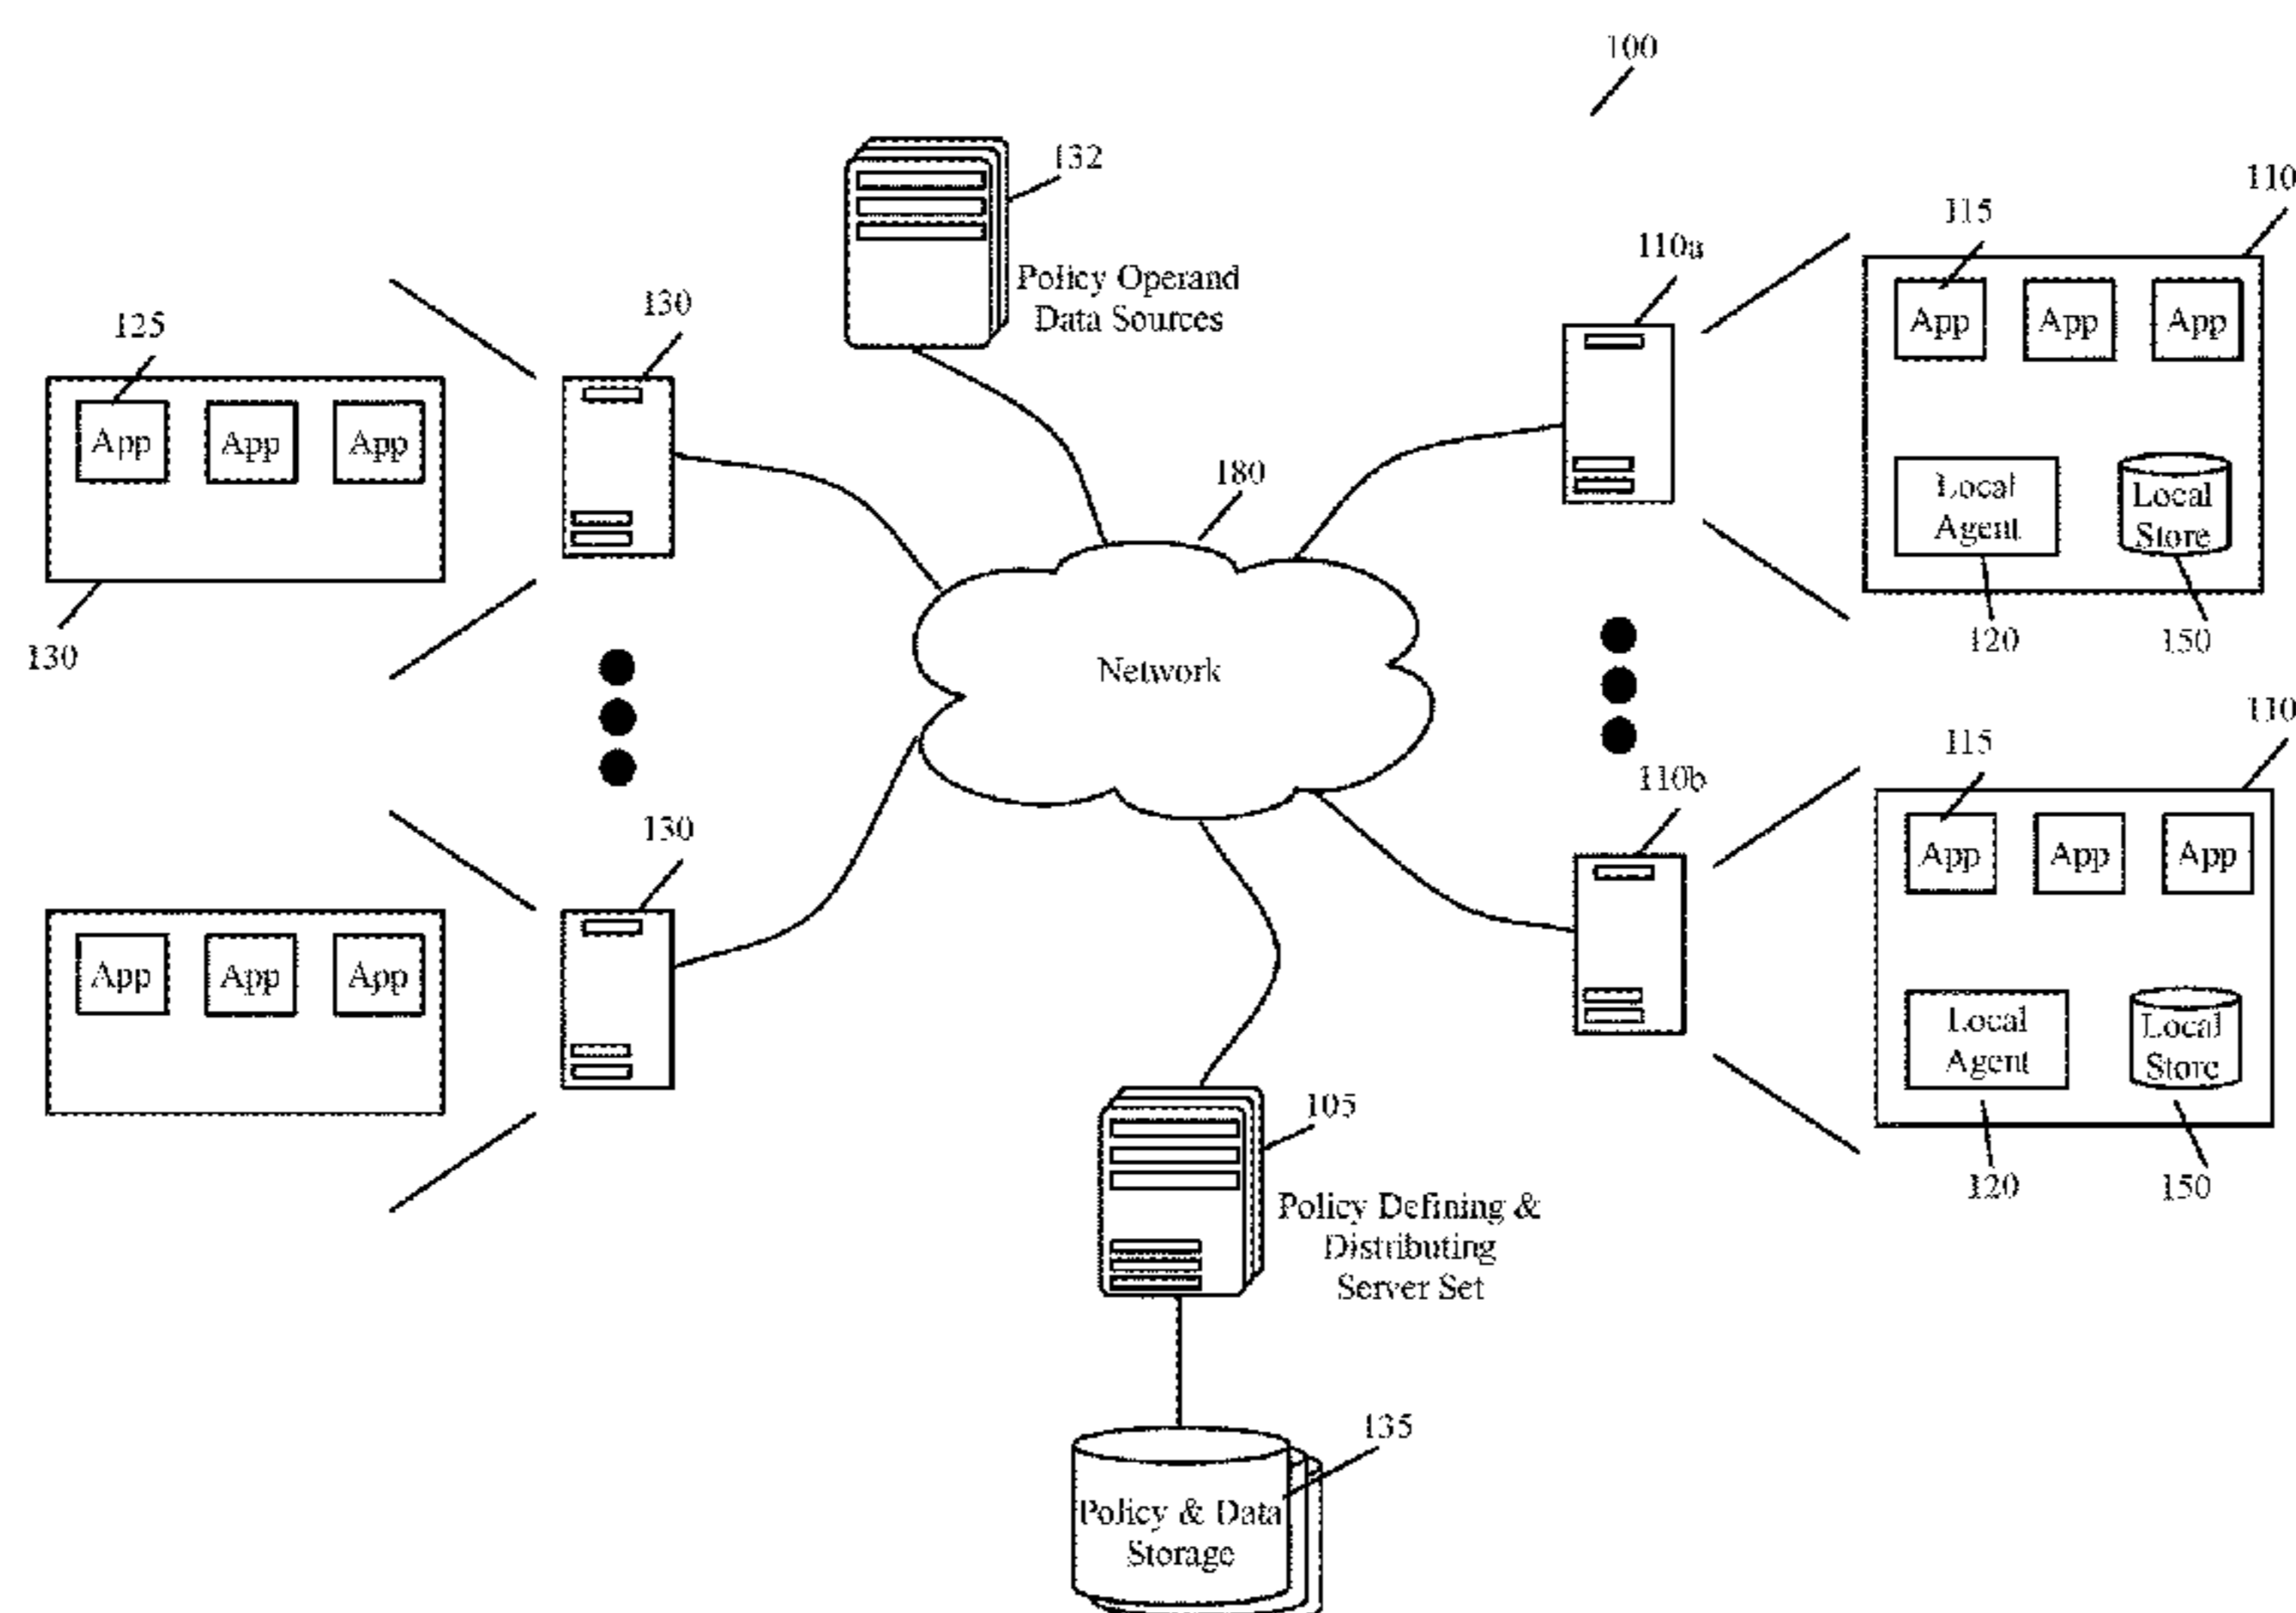 100
132
110
115
110a
Policy Operand
Data Sources
130
125
App
App
App
App
App
App
180
Local
Agent
Local
Store
130
120
150
Network
110
115
110b
130
App
App
App
App
App
App
Local
Agent
Local
Store
105
120
150
Policy Defining &
Distributing
Server Set
135
Policy & Data
Storage